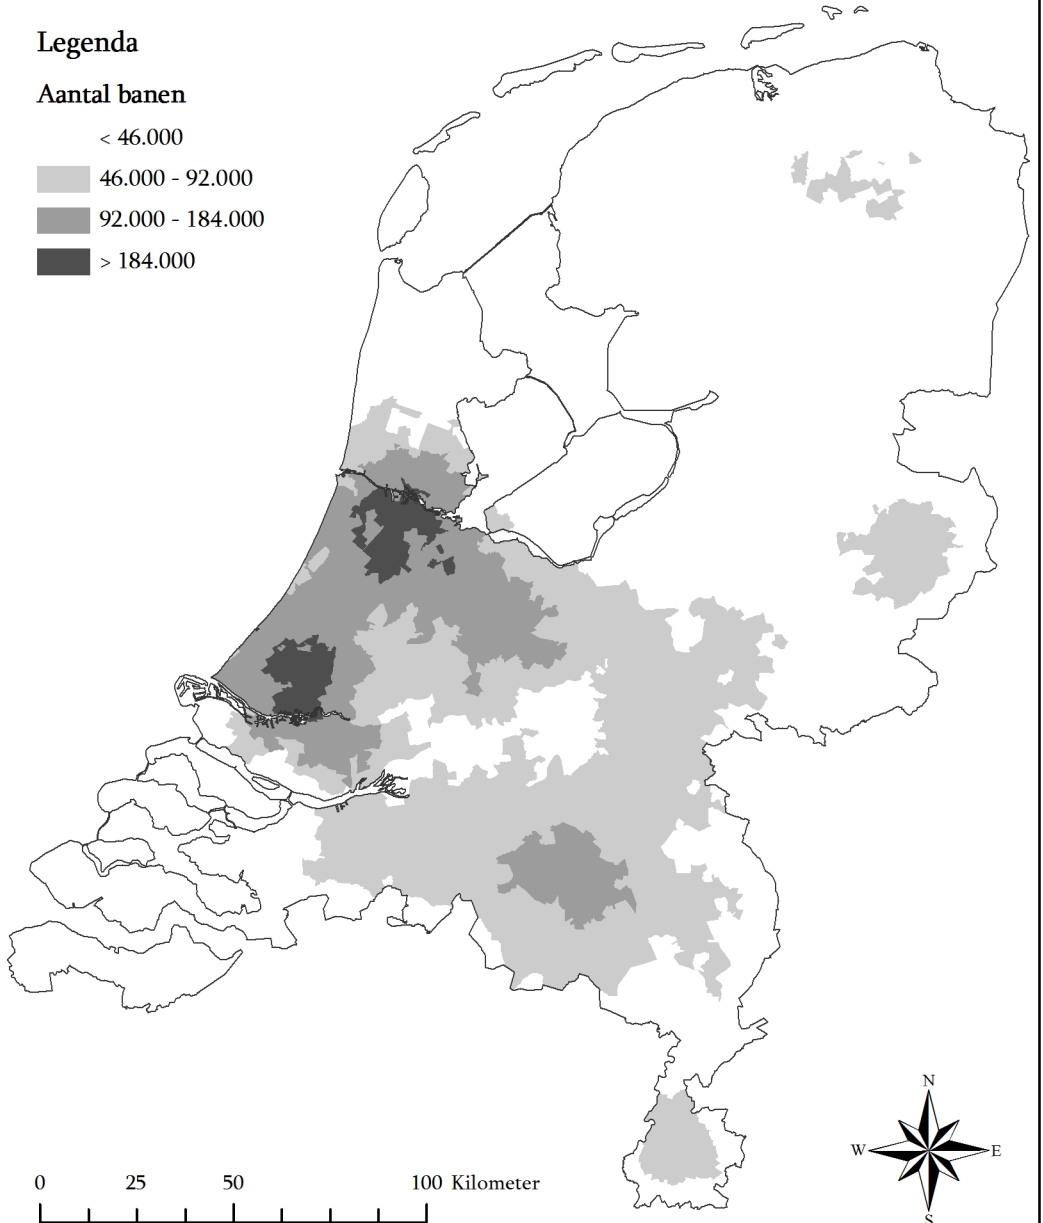 Legenda
Aantal banen
< 46.000
46.000 - 92.000
92.000 - 184.000
> 184.000
N
W E
S
0 25 50 100 Kilometer